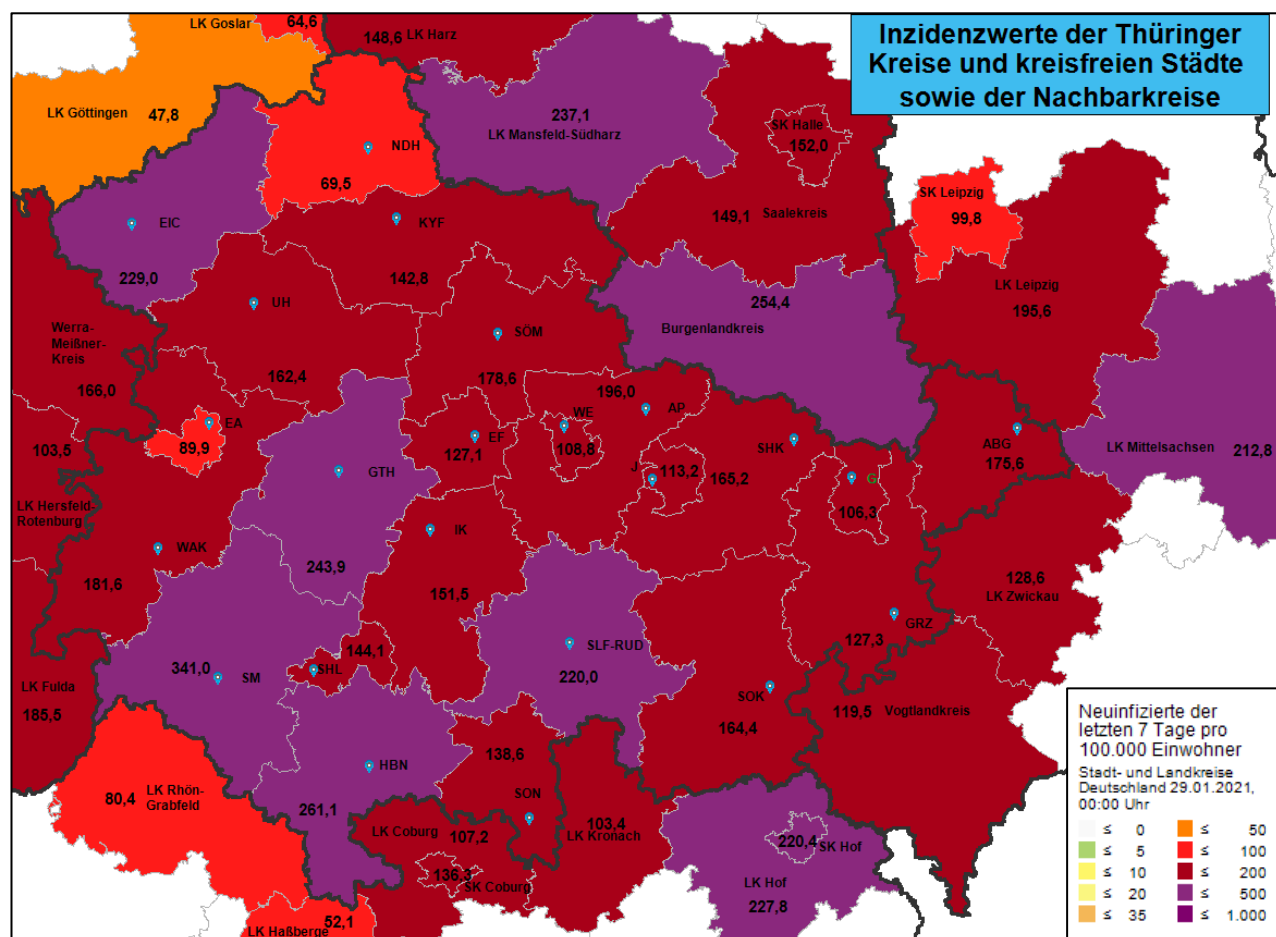 Inzidenzwerte der Thüringer
Kreise und kreisfreien Städte
sowie der Nachbarkreise
LK Goslar
64,6
148,6
LK Harz
LK Göttingen
47,8
237,1
LK Mansfeld-Südharz
SK Halle
152,0
NDH
69,5
SK Leipzig
99,8
149,1
Saalekreis
EIC
229,0
KYF
142,8
UH
162,4
254,4
Burgenlandkreis
LK Leipzig
195,6
Werra-
Meißner-
Kreis
166,0
SÖM
178,6
196,0
AP
WE
108,8
EA
89,9
EF
127,1
SHK
165,2
J
113,2
G
106,3
ABG
175,6
LK Mittelsachsen
212,8
103,5
LK Hersfeld-
Rotenburg
GTH
243,9
WAK
181,6
IK
151,5
128,6
LK Zwickau
GRZ
127,3
SLF-RUD
220,0
144,1
SHL
341,0
SM
LK Fulda
185,5
SOK
164,4
119,5
Vogtlandkreis
138,6
SON
HBN
261,1
80,4
LK Rhön-
Grabfeld
LK Coburg
107,2
136,3
SK Coburg
103,4
LK Kronach
220,4
SK Hof
LK Hof
227,8
52,1
LK Haßberge
Neuinfizierte der
letzten 7 Tage pro
100.000 Einwohner
Stadt- und Landkreise
Deutschland 29.01.2021,
00:00 Uhr
≤ 0 ≤ 50
≤ 5 ≤ 100
≤ 10 ≤ 200
≤ 20 ≤ 500
≤ 35 ≤ 1.000